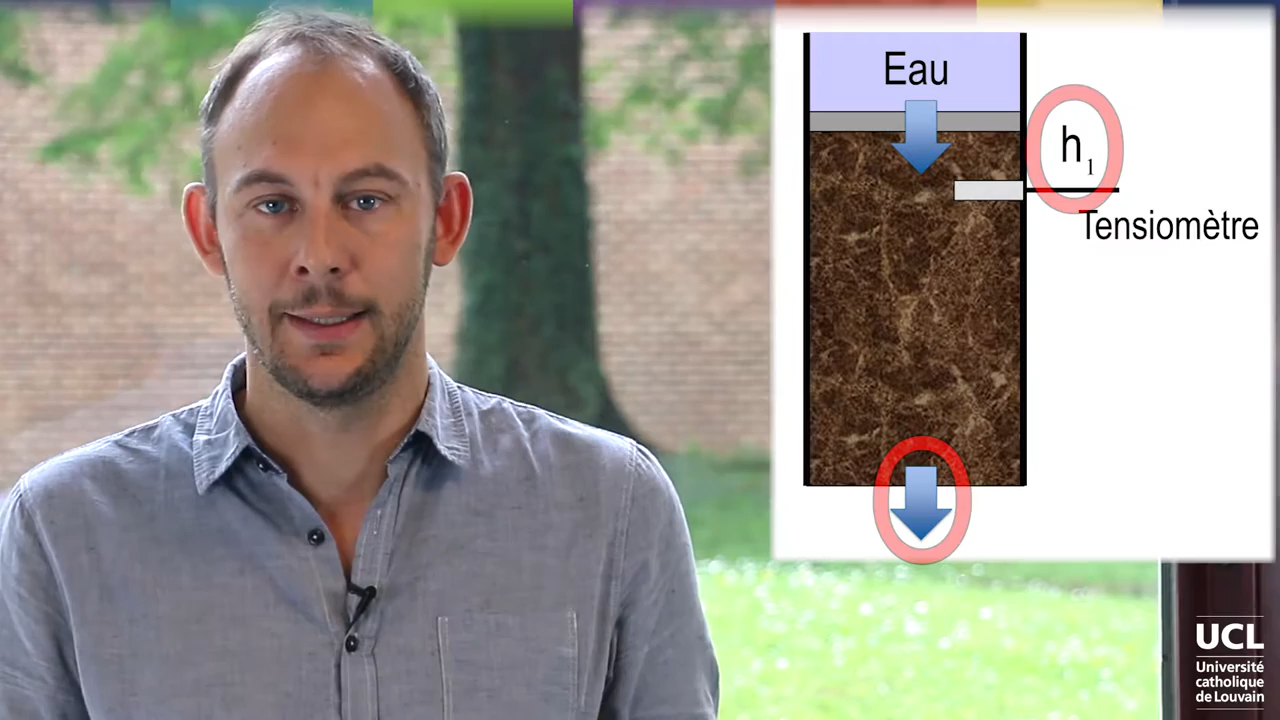 Eau
h₁
Tensiomètre
UCL
Université
catholique
de Louvain